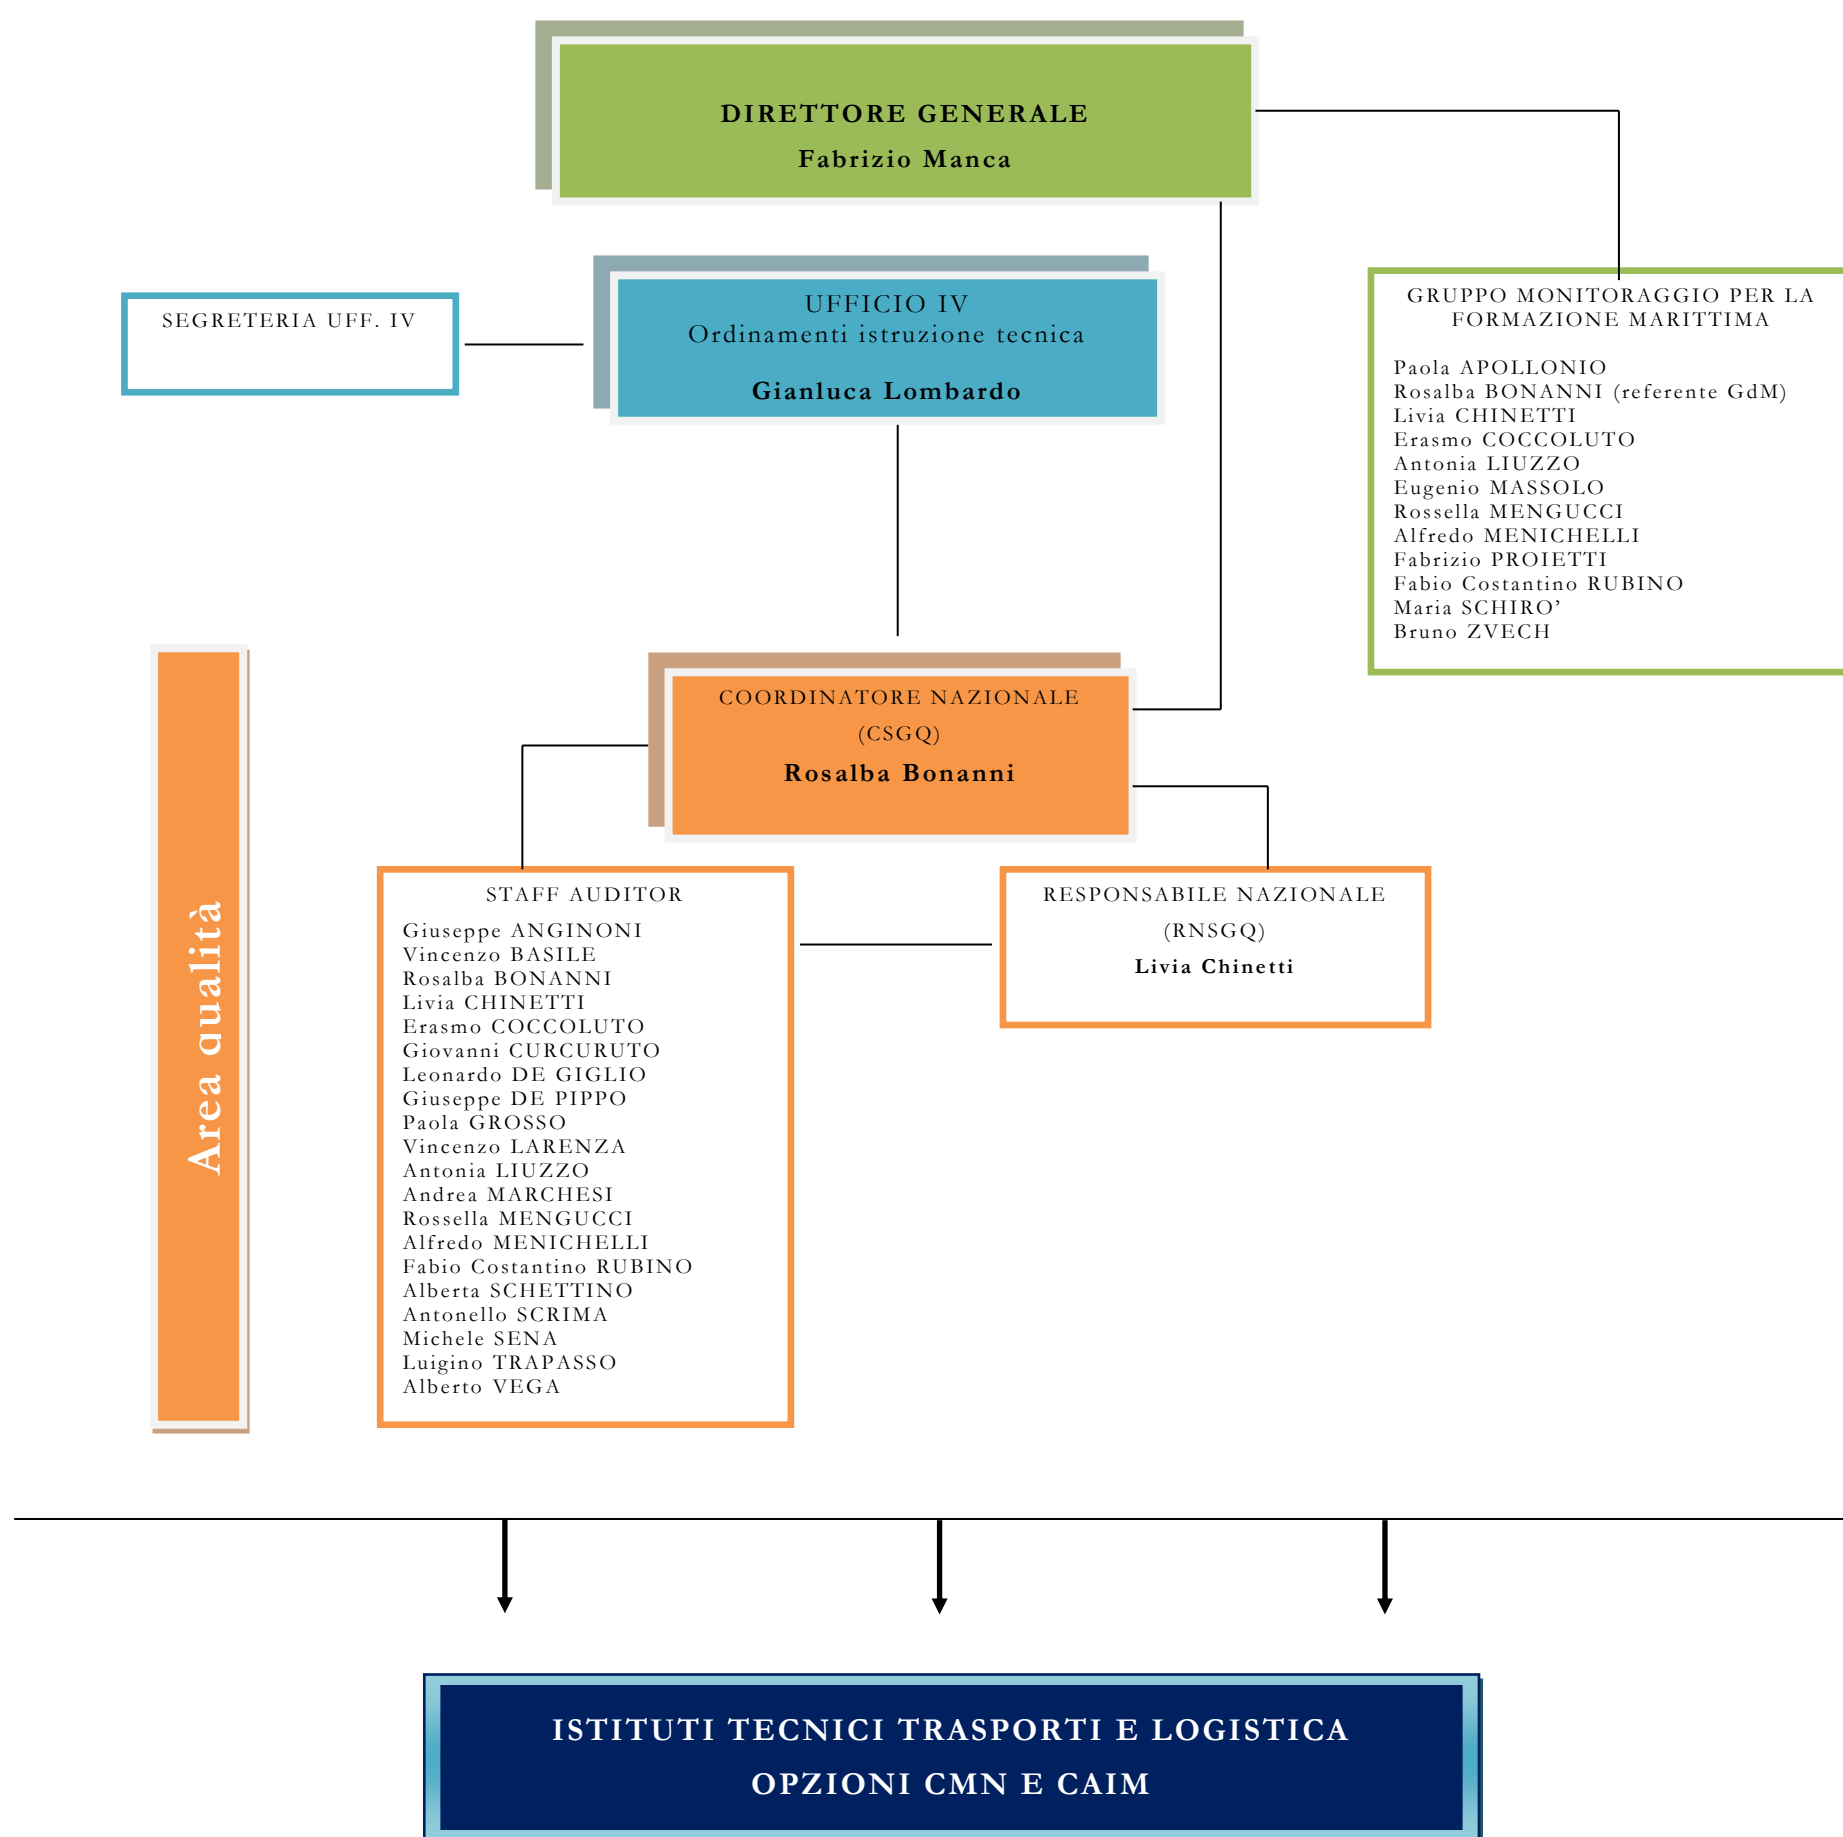 DIRETTORE GENERALE
Fabrizio Manca
SEGRETERIA UFF. IV
UFFICIO IV
Ordinamenti istruzione tecnica
Gianluca Lombardo
GRUPPO MONITORAGGIO PER LA
FORMAZIONE MARITTIMA
Paola APOLLONIO
Rosalba BONANNI (referente GdM)
Livia CHINETTI
Erasmo COCCOLUTO
Antonia LIUZZO
Eugenio MASSOLO
Rossella MENGUCCI
Alfredo MENICHELLI
Fabrizio PROIETTI
Fabio Costantino RUBINO
Maria SCHIRO’
Bruno ZVECH
Area qualità
COORDINATORE NAZIONALE
(CSGQ)
Rosalba Bonanni
STAFF AUDITOR
Giuseppe ANGINONI
Vincenzo BASILE
Rosalba BONANNI
Livia CHINETTI
Erasmo COCCOLUTO
Giovanni CURCURUTO
Leonardo DE GIGLIO
Giuseppe DE PIPPO
Paola GROSSO
Vincenzo LARENZA
Antonia LIUZZO
Andrea MARCHESI
Rossella MENGUCCI
Alfredo MENICHELLI
Fabio Costantino RUBINO
Alberta SCHETTINO
Antonello SCRIMA
Michele SENA
Luigino TRAPASSO
Alberto VEGA
RESPONSABILE NAZIONALE
(RNSGQ)
Livia Chinetti
ISTITUTI TECNICI TRASPORTI E LOGISTICA
OPZIONI CMN E CAIM